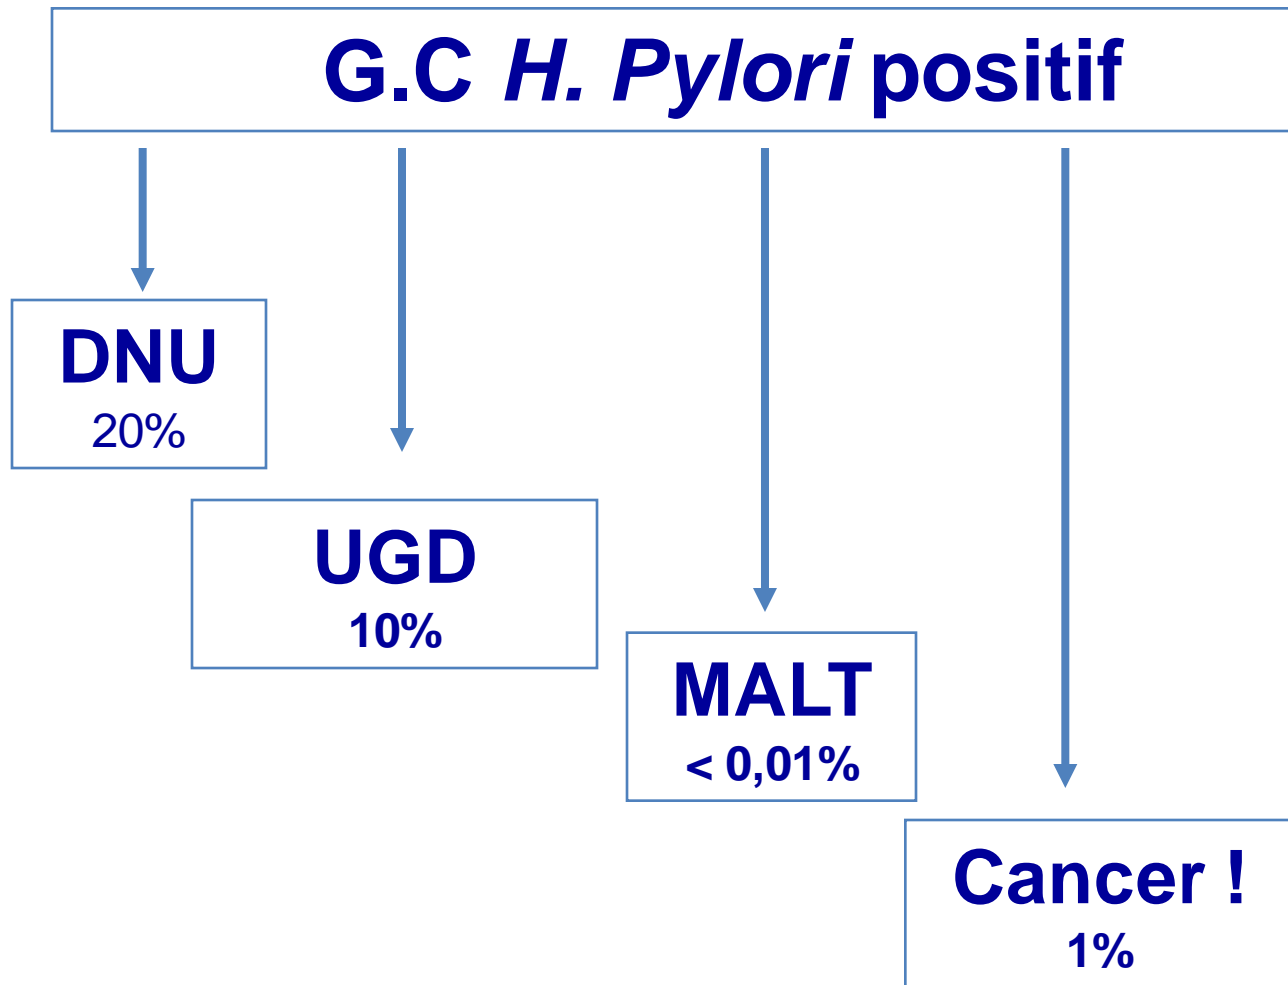 G.C H. Pylori positif
DNU
20%
UGD
10%
MALT
< 0,01%
Cancer !
1%